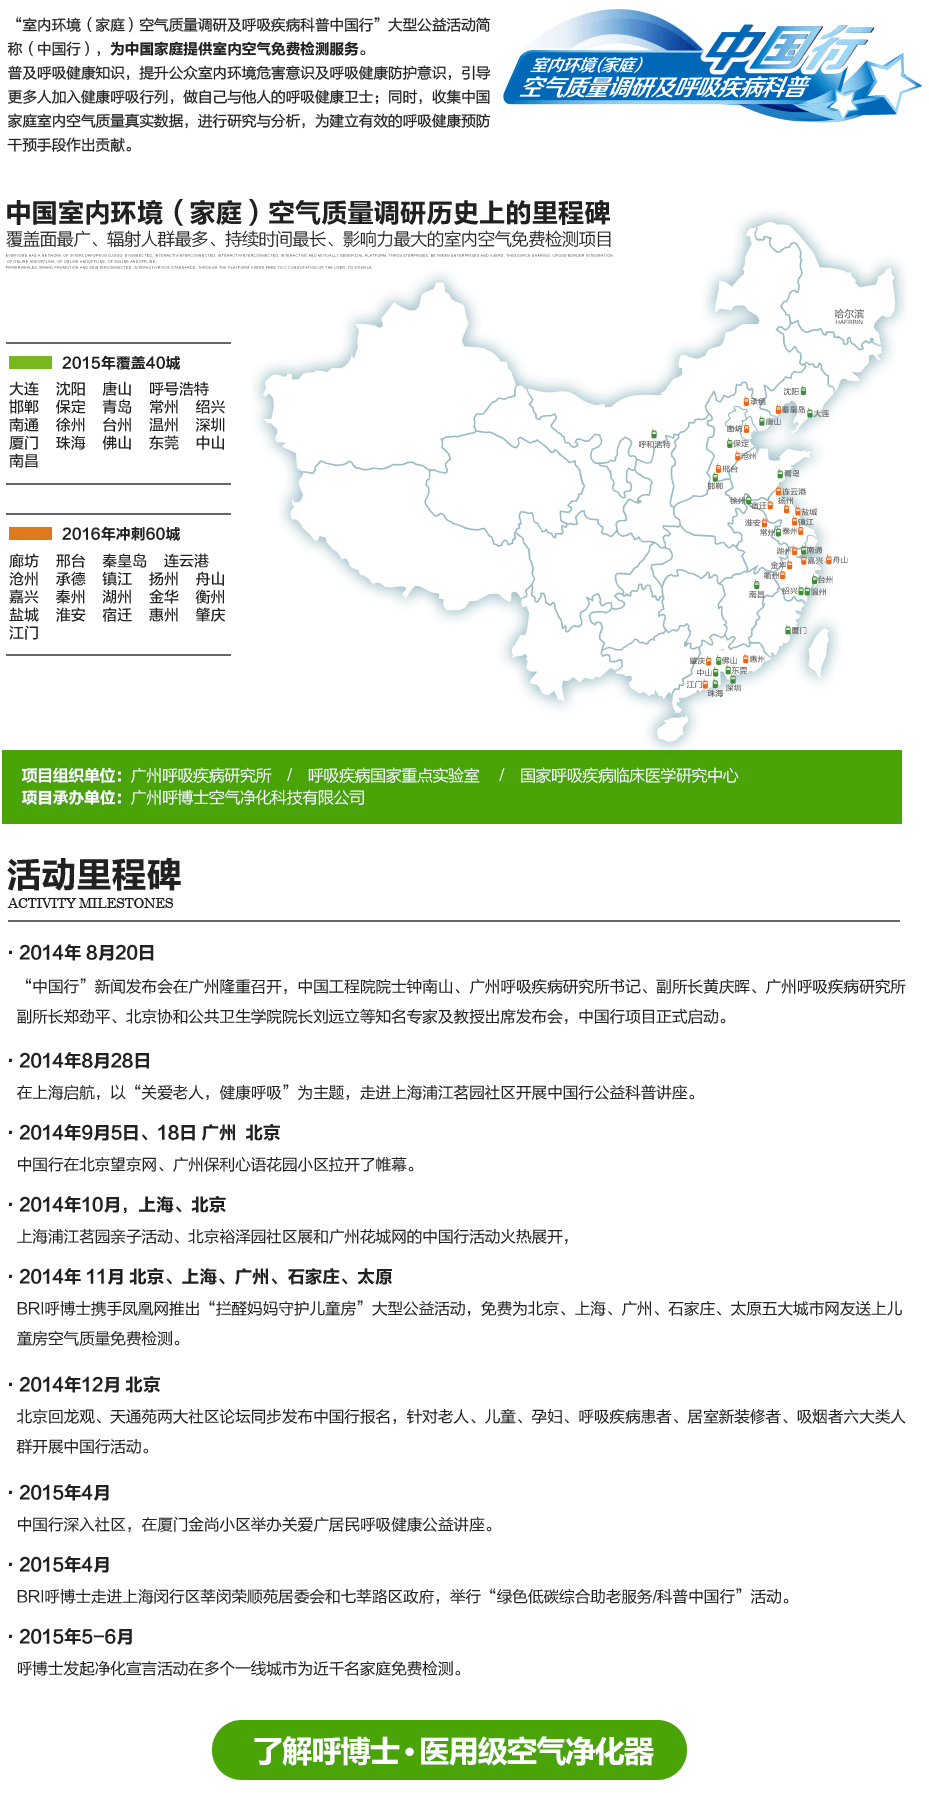 “室内环境（家庭）空气质量调研及呼吸疾病科普中国行”大型公益活动简
称（中国行），为中国家庭提供室内空气免费检测服务。
普及呼吸健康知识，提升公众室内环境危害意识及呼吸健康防护意识，引导
更多人加入健康呼吸行列，做自己与他人的呼吸健康卫士；同时，收集中国
家庭室内空气质量真实数据，进行研究与分析，为建立有效的呼吸健康预防
干预手段作出贡献。
中国行
室内环境（家庭）
空气质量调研及呼吸疾病科普
中国室内环境（家庭）空气质量调研历史上的里程碑
覆盖面最广、辐射人群最多、持续时间最长、影响力最大的室内空气免费检测项目
2015年覆盖40城
大连 沈阳 唐山 呼号浩特
邯郸 保定 青岛 常州 绍兴
南通 徐州 台州 温州 深圳
厦门 珠海 佛山 东莞 中山
南昌
2016年冲刺60城
廊坊 邢台 秦皇岛 连云港
沧州 承德 镇江 扬州 舟山
嘉兴 秦州 湖州 金华 衡州
盐城 淮安 宿迁 惠州 肇庆
江门
哈尔滨
HAERBIN
沈阳
承德
秦皇岛
大连
唐山
廊坊
呼和浩特
保定
沧州
邢台
邯郸
青岛
连云港
徐州
宿迁
扬州
盐城
淮安
镇江
常州
泰州
湖州
南通
嘉兴
舟山
金华
衢州
台州
南昌
绍兴
温州
厦门
肇庆
佛山
惠州
中山
东莞
江门
珠海
深圳
项目组织单位：广州呼吸疾病研究所 / 呼吸疾病国家重点实验室 / 国家呼吸疾病临床医学研究中心
项目承办单位：广州呼博士空气净化科技有限公司
活动里程碑
ACTIVITY MILESTONES
· 2014年 8月20日
“中国行”新闻发布会在广州隆重召开，中国工程院院士钟南山、广州呼吸疾病研究所书记、副所长黄庆晖、广州呼吸疾病研究所
副所长郑劲平、北京协和公共卫生学院院长刘远立等知名专家及教授出席发布会，中国行项目正式启动。
· 2014年8月28日
在上海启航，以“关爱老人，健康呼吸”为主题，走进上海浦江茗园社区开展中国行公益科普讲座。
· 2014年9月5日、18日 广州 北京
中国行在北京望京网、广州保利心语花园小区拉开了帷幕。
· 2014年10月，上海、北京
上海浦江茗园亲子活动、北京裕泽园社区展和广州花城网的中国行活动火热展开，
· 2014年 11月 北京、上海、广州、石家庄、太原
BRI呼博士携手凤凰网推出“拦醛妈妈守护儿童房”大型公益活动，免费为北京、上海、广州、石家庄、太原五大城市网友送上儿
童房空气质量免费检测。
· 2014年12月 北京
北京回龙观、天通苑两大社区论坛同步发布中国行报名，针对老人、儿童、孕妇、呼吸疾病患者、居室新装修者、吸烟者六大类人
群开展中国行活动。
· 2015年4月
中国行深入社区，在厦门金尚小区举办关爱广居民呼吸健康公益讲座。
· 2015年4月
BRI呼博士走进上海闵行区莘闵荣顺苑居委会和七莘路区政府，举行“绿色低碳综合助老服务/科普中国行”活动。
· 2015年5-6月
呼博士发起净化宣言活动在多个一线城市为近千名家庭免费检测。
了解呼博士·医用级空气净化器